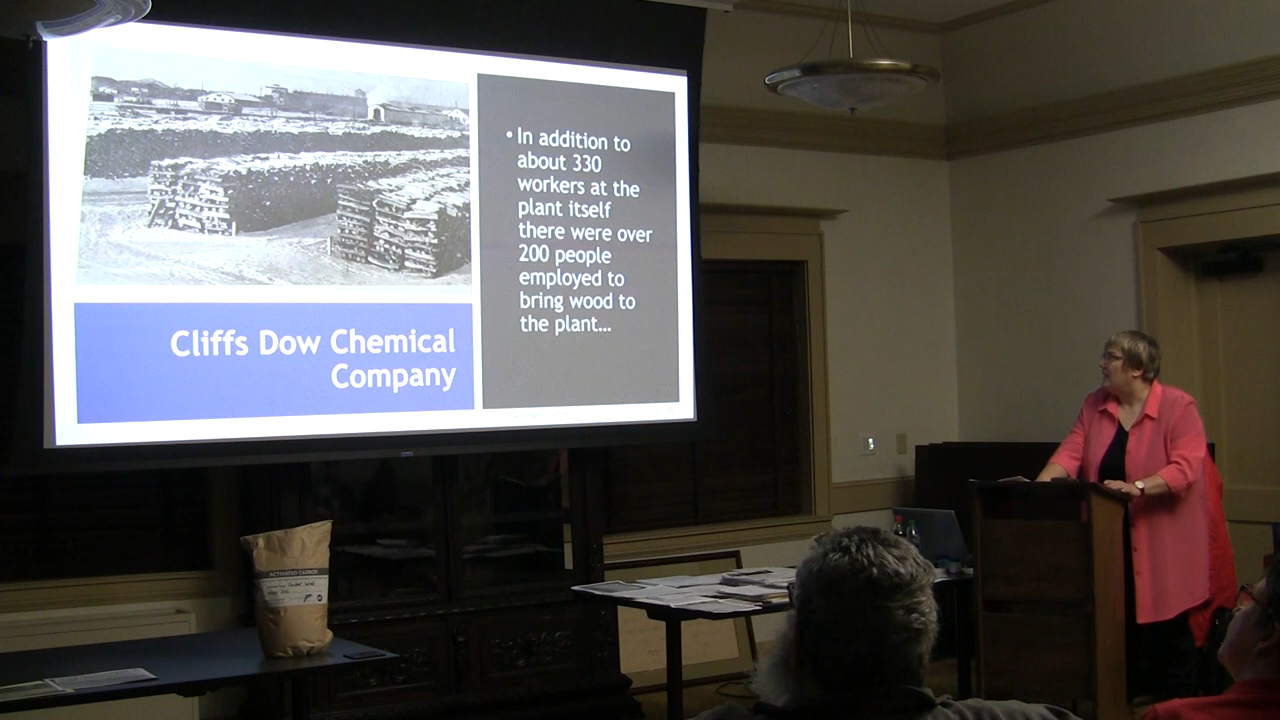 • In addition to
about 330
workers at the
plant itself
there were over
200 people
employed to
bring wood to
the plant...
Cliffs Dow Chemical
Company
ACTIVATED CARBON